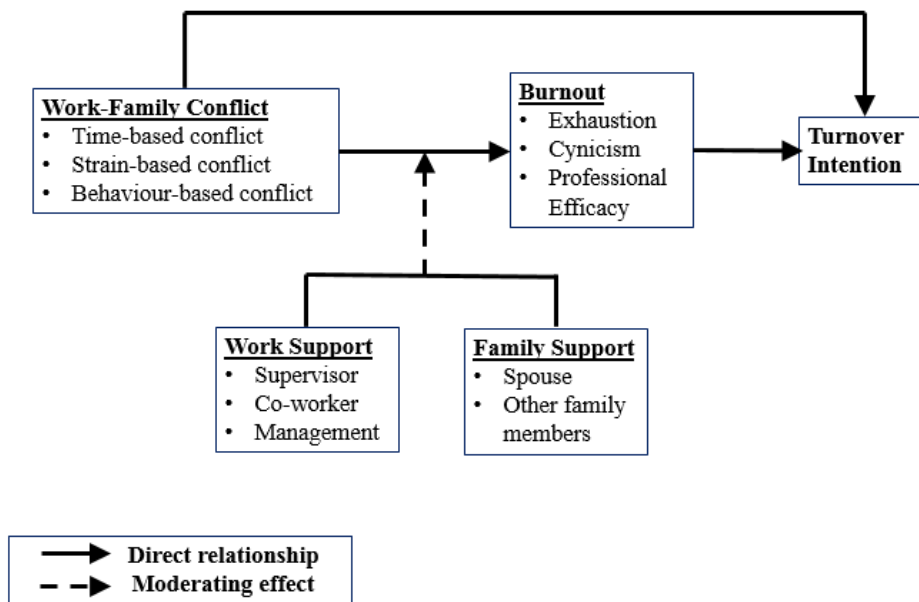 Work-Family Conflict
• Time-based conflict
• Strain-based conflict
• Behaviour-based conflict
Burnout
• Exhaustion
• Cynicism
• Professional
Efficacy
Turnover
Intention
Work Support
• Supervisor
• Co-worker
• Management
Family Support
• Spouse
• Other family
members
Direct relationship
Moderating effect